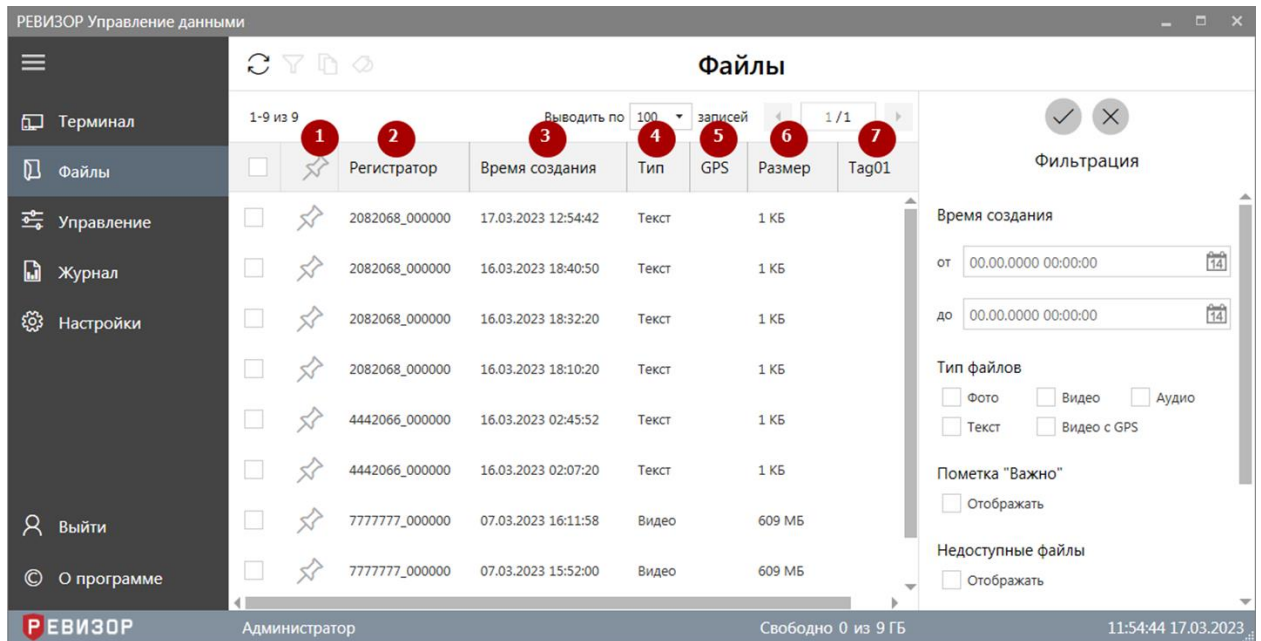 РЕВИЗОР Управление данными
Файлы
Терминал
Файлы
Управление
Журнал
Настройки
Выйти
© О программе
1-9 из 9 Выводить по 100 записей 1 / 1
1 2 3 4 5 6 7
Регистратор Время создания Тип GPS Размер Tag01
2082068_000000 17.03.2023 12:54:42 Текст 1 КБ
2082068_000000 16.03.2023 18:40:50 Текст 1 КБ
2082068_000000 16.03.2023 18:32:20 Текст 1 КБ
2082068_000000 16.03.2023 18:10:20 Текст 1 КБ
4442066_000000 16.03.2023 02:45:52 Текст 1 КБ
4442066_000000 16.03.2023 02:07:20 Текст 1 КБ
7777777_000000 07.03.2023 16:11:58 Видео 609 МБ
7777777_000000 07.03.2023 15:52:00 Видео 609 МБ
Фильтрация
Время создания
от 00.00.0000 00:00:00 14
до 00.00.0000 00:00:00 14
Тип файлов
Фото Видео Аудио
Текст Видео с GPS
Пометка "Важно"
Отображать
Недоступные файлы
Отображать
РЕВИЗОР Администратор Свободно 0 из 9 ГБ 11:54:44 17.03.2023